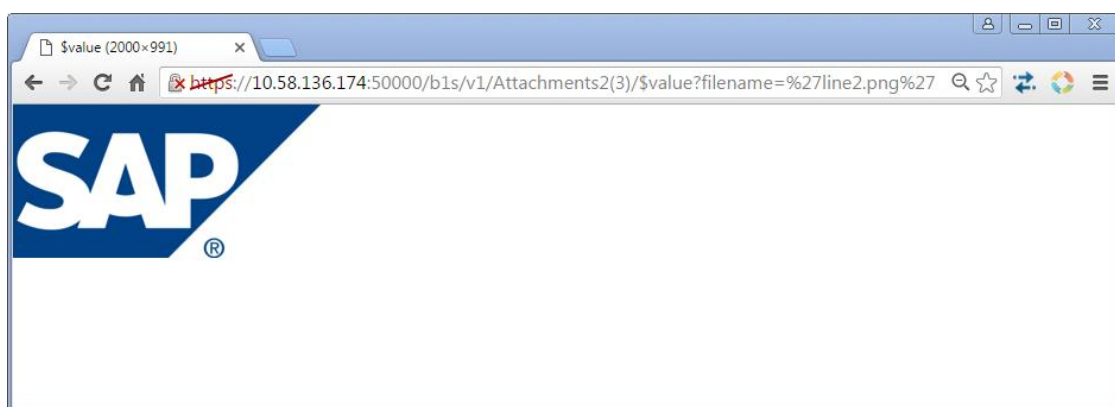 $value (2000×991)
https://10.58.136.174:50000/b1s/v1/Attachments2(3)/$value?filename=%27line2.png%27
SAP
®